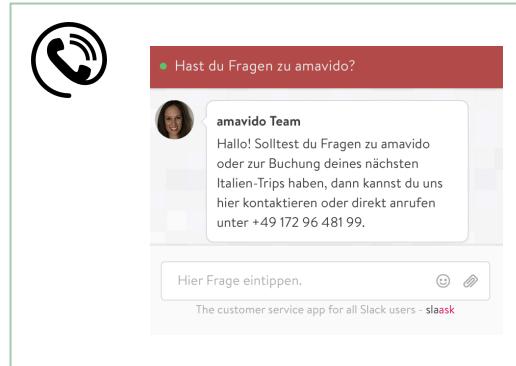 Hast du Fragen zu amavido?
amavido Team
Hallo! Solltest du Fragen zu amavido
oder zur Buchung deines nächsten
Italien-Trips haben, dann kannst du uns
hier kontaktieren oder direkt anrufen
unter +49 172 96 481 99.
Hier Frage eintippen.
The customer service app for all Slack users - slaask